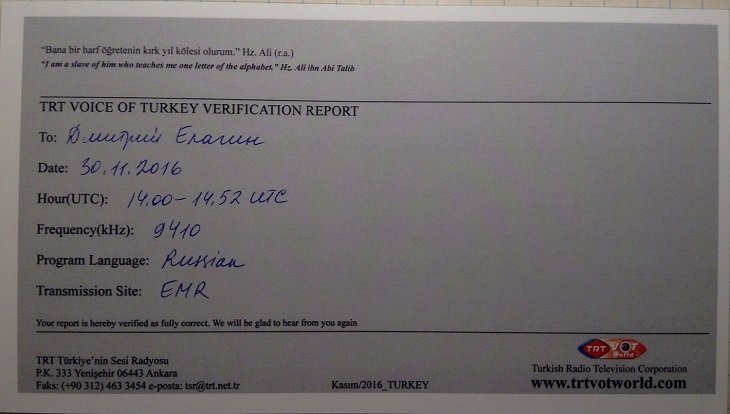 “Bana bir harf öğretenin kırk yıl kölesi olurum.” Hz. Ali (r.a.)
“I am a slave of him who teaches me one letter of the alphabet.” Hz. Ali ibn Abi Talib
TRT VOICE OF TURKEY VERIFICATION REPORT
To: Дмитрий Елагин
Date: 30.11.2016
Hour(UTC): 14.00-14.52 UTC
Frequency(kHz): 9410
Program Language: Russian
Transmission Site: EMR
Your report is hereby verified as fully correct. We will be glad to hear from you again
TRT Türkiye’nin Sesi Radyosu
P.K. 333 Yenişehir 06443 Ankara
Faks: (+90 312) 463 3454 e-posta: tsr@trt.net.tr
Kasım/2016_TURKEY
TRT VOT World
Turkish Radio Television Corporation
www.trtvotworld.com